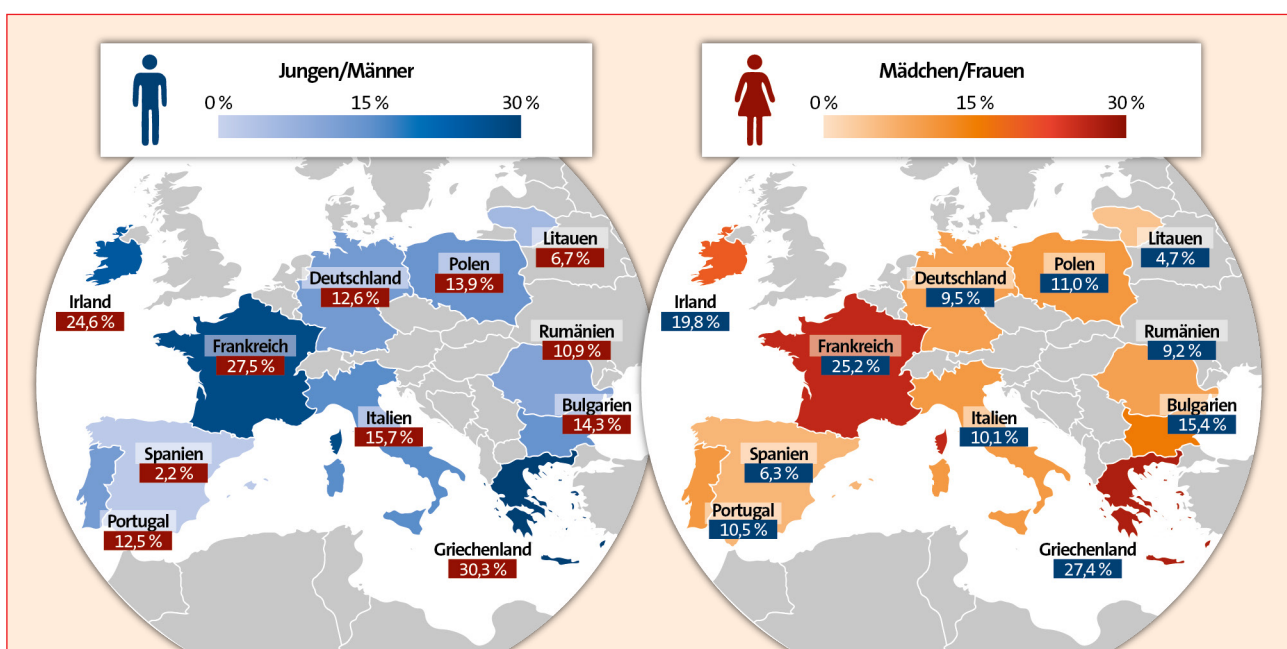 Jungen/Männer
0 %
15 %
30 %
Litauen
6,7 %
Polen
13,9 %
Deutschland
12,6 %
Irland
24,6 %
Rumänien
10,9 %
Frankreich
27,5 %
Bulgarien
14,3 %
Italien
15,7 %
Spanien
2,2 %
Portugal
12,5 %
Griechenland
30,3 %
Mädchen/Frauen
0 %
15 %
30 %
Litauen
4,7 %
Polen
11,0 %
Deutschland
9,5 %
Irland
19,8 %
Rumänien
9,2 %
Frankreich
25,2 %
Bulgarien
15,4 %
Italien
10,1 %
Spanien
6,3 %
Portugal
10,5 %
Griechenland
27,4 %